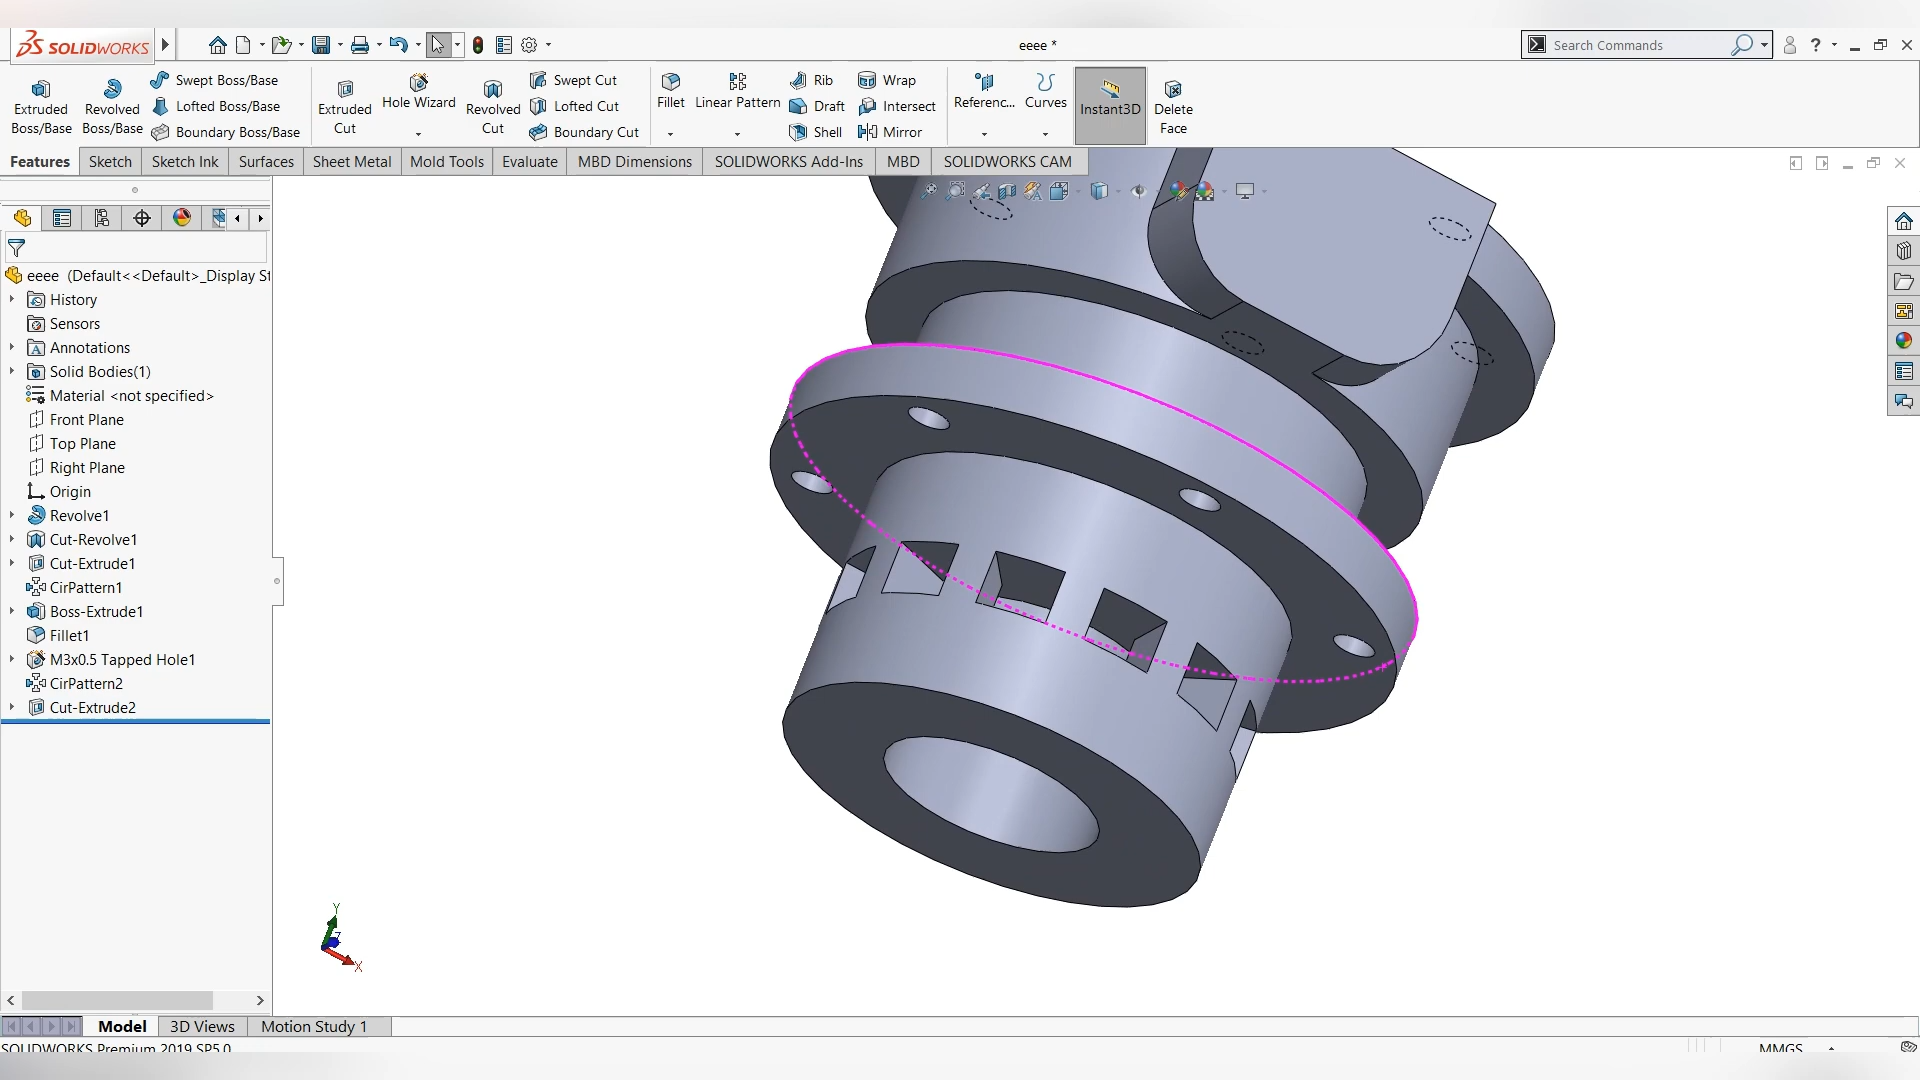 SOLIDWORKS
eeee *
Search Commands
?
Extruded Boss/Base
Revolved Boss/Base
Swept Boss/Base
Lofted Boss/Base
Boundary Boss/Base
Extruded Cut
Hole Wizard
Revolved Cut
Swept Cut
Lofted Cut
Boundary Cut
Fillet
Linear Pattern
Rib
Draft
Shell
Wrap
Intersect
Mirror
Referenc...
Curves
Instant3D
Delete Face
Features
Sketch
Sketch Ink
Surfaces
Sheet Metal
Mold Tools
Evaluate
MBD Dimensions
SOLIDWORKS Add-Ins
MBD
SOLIDWORKS CAM
eeee (Default<<Default>_Display St
History
Sensors
Annotations
Solid Bodies(1)
Material <not specified>
Front Plane
Top Plane
Right Plane
Origin
Revolve1
Cut-Revolve1
Cut-Extrude1
CirPattern1
Boss-Extrude1
Fillet1
M3x0.5 Tapped Hole1
CirPattern2
Cut-Extrude2
Y
Z
X
Model
3D Views
Motion Study 1
SOLIDWORKS Premium 2019 SP5.0
MMGS